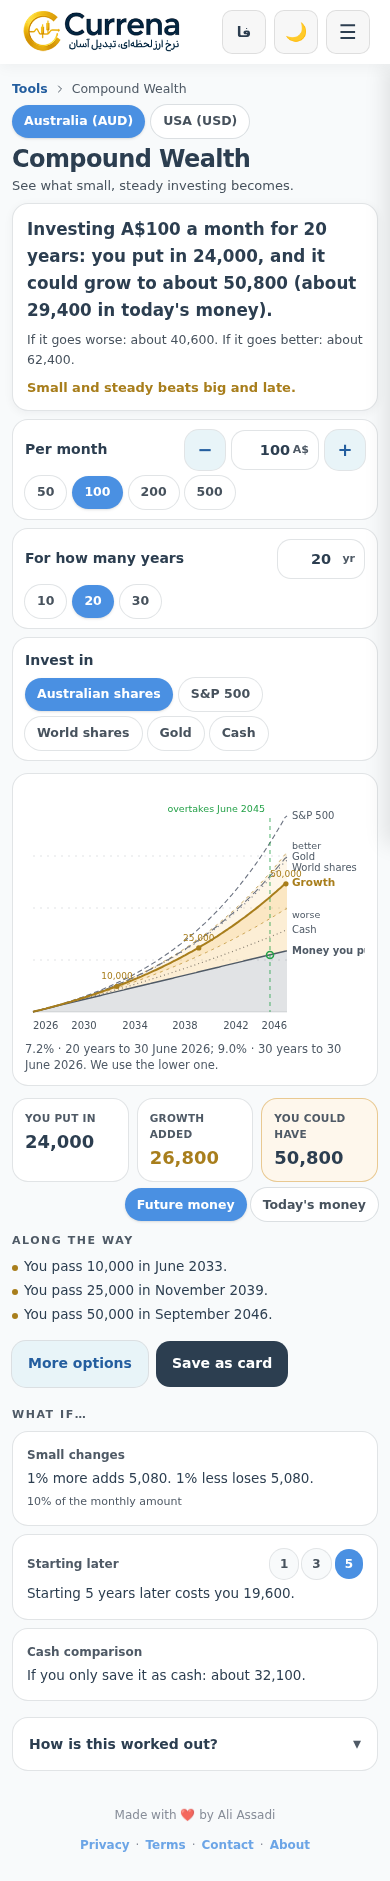 Currena
نرخ ارز لحظه‌ای، تبدیل آسان
فا
Tools › Compound Wealth
Australia (AUD) USA (USD)
Compound Wealth
See what small, steady investing becomes.
Investing A$100 a month for 20
years: you put in 24,000, and it
could grow to about 50,800 (about
29,400 in today's money).
If it goes worse: about 40,600. If it goes better: about
62,400.
Small and steady beats big and late.
Per month − 100 A$ +
50 100 200 500
For how many years 20 yr
10 20 30
Invest in
Australian shares S&P 500
World shares Gold Cash
overtakes June 2045
S&P 500
better
Gold
World shares
50,000
Growth
worse
Cash
25,000
Money you p
10,000
2026 2030 2034 2038 2042 2046
7.2% · 20 years to 30 June 2026; 9.0% · 30 years to 30
June 2026. We use the lower one.
YOU PUT IN
24,000
GROWTH
ADDED
26,800
YOU COULD
HAVE
50,800
Future money Today's money
ALONG THE WAY
You pass 10,000 in June 2033.
You pass 25,000 in November 2039.
You pass 50,000 in September 2046.
More options Save as card
WHAT IF…
Small changes
1% more adds 5,080. 1% less loses 5,080.
10% of the monthly amount
Starting later 1 3 5
Starting 5 years later costs you 19,600.
Cash comparison
If you only save it as cash: about 32,100.
How is this worked out? ▾
Made with ❤️ by Ali Assadi
Privacy · Terms · Contact · About